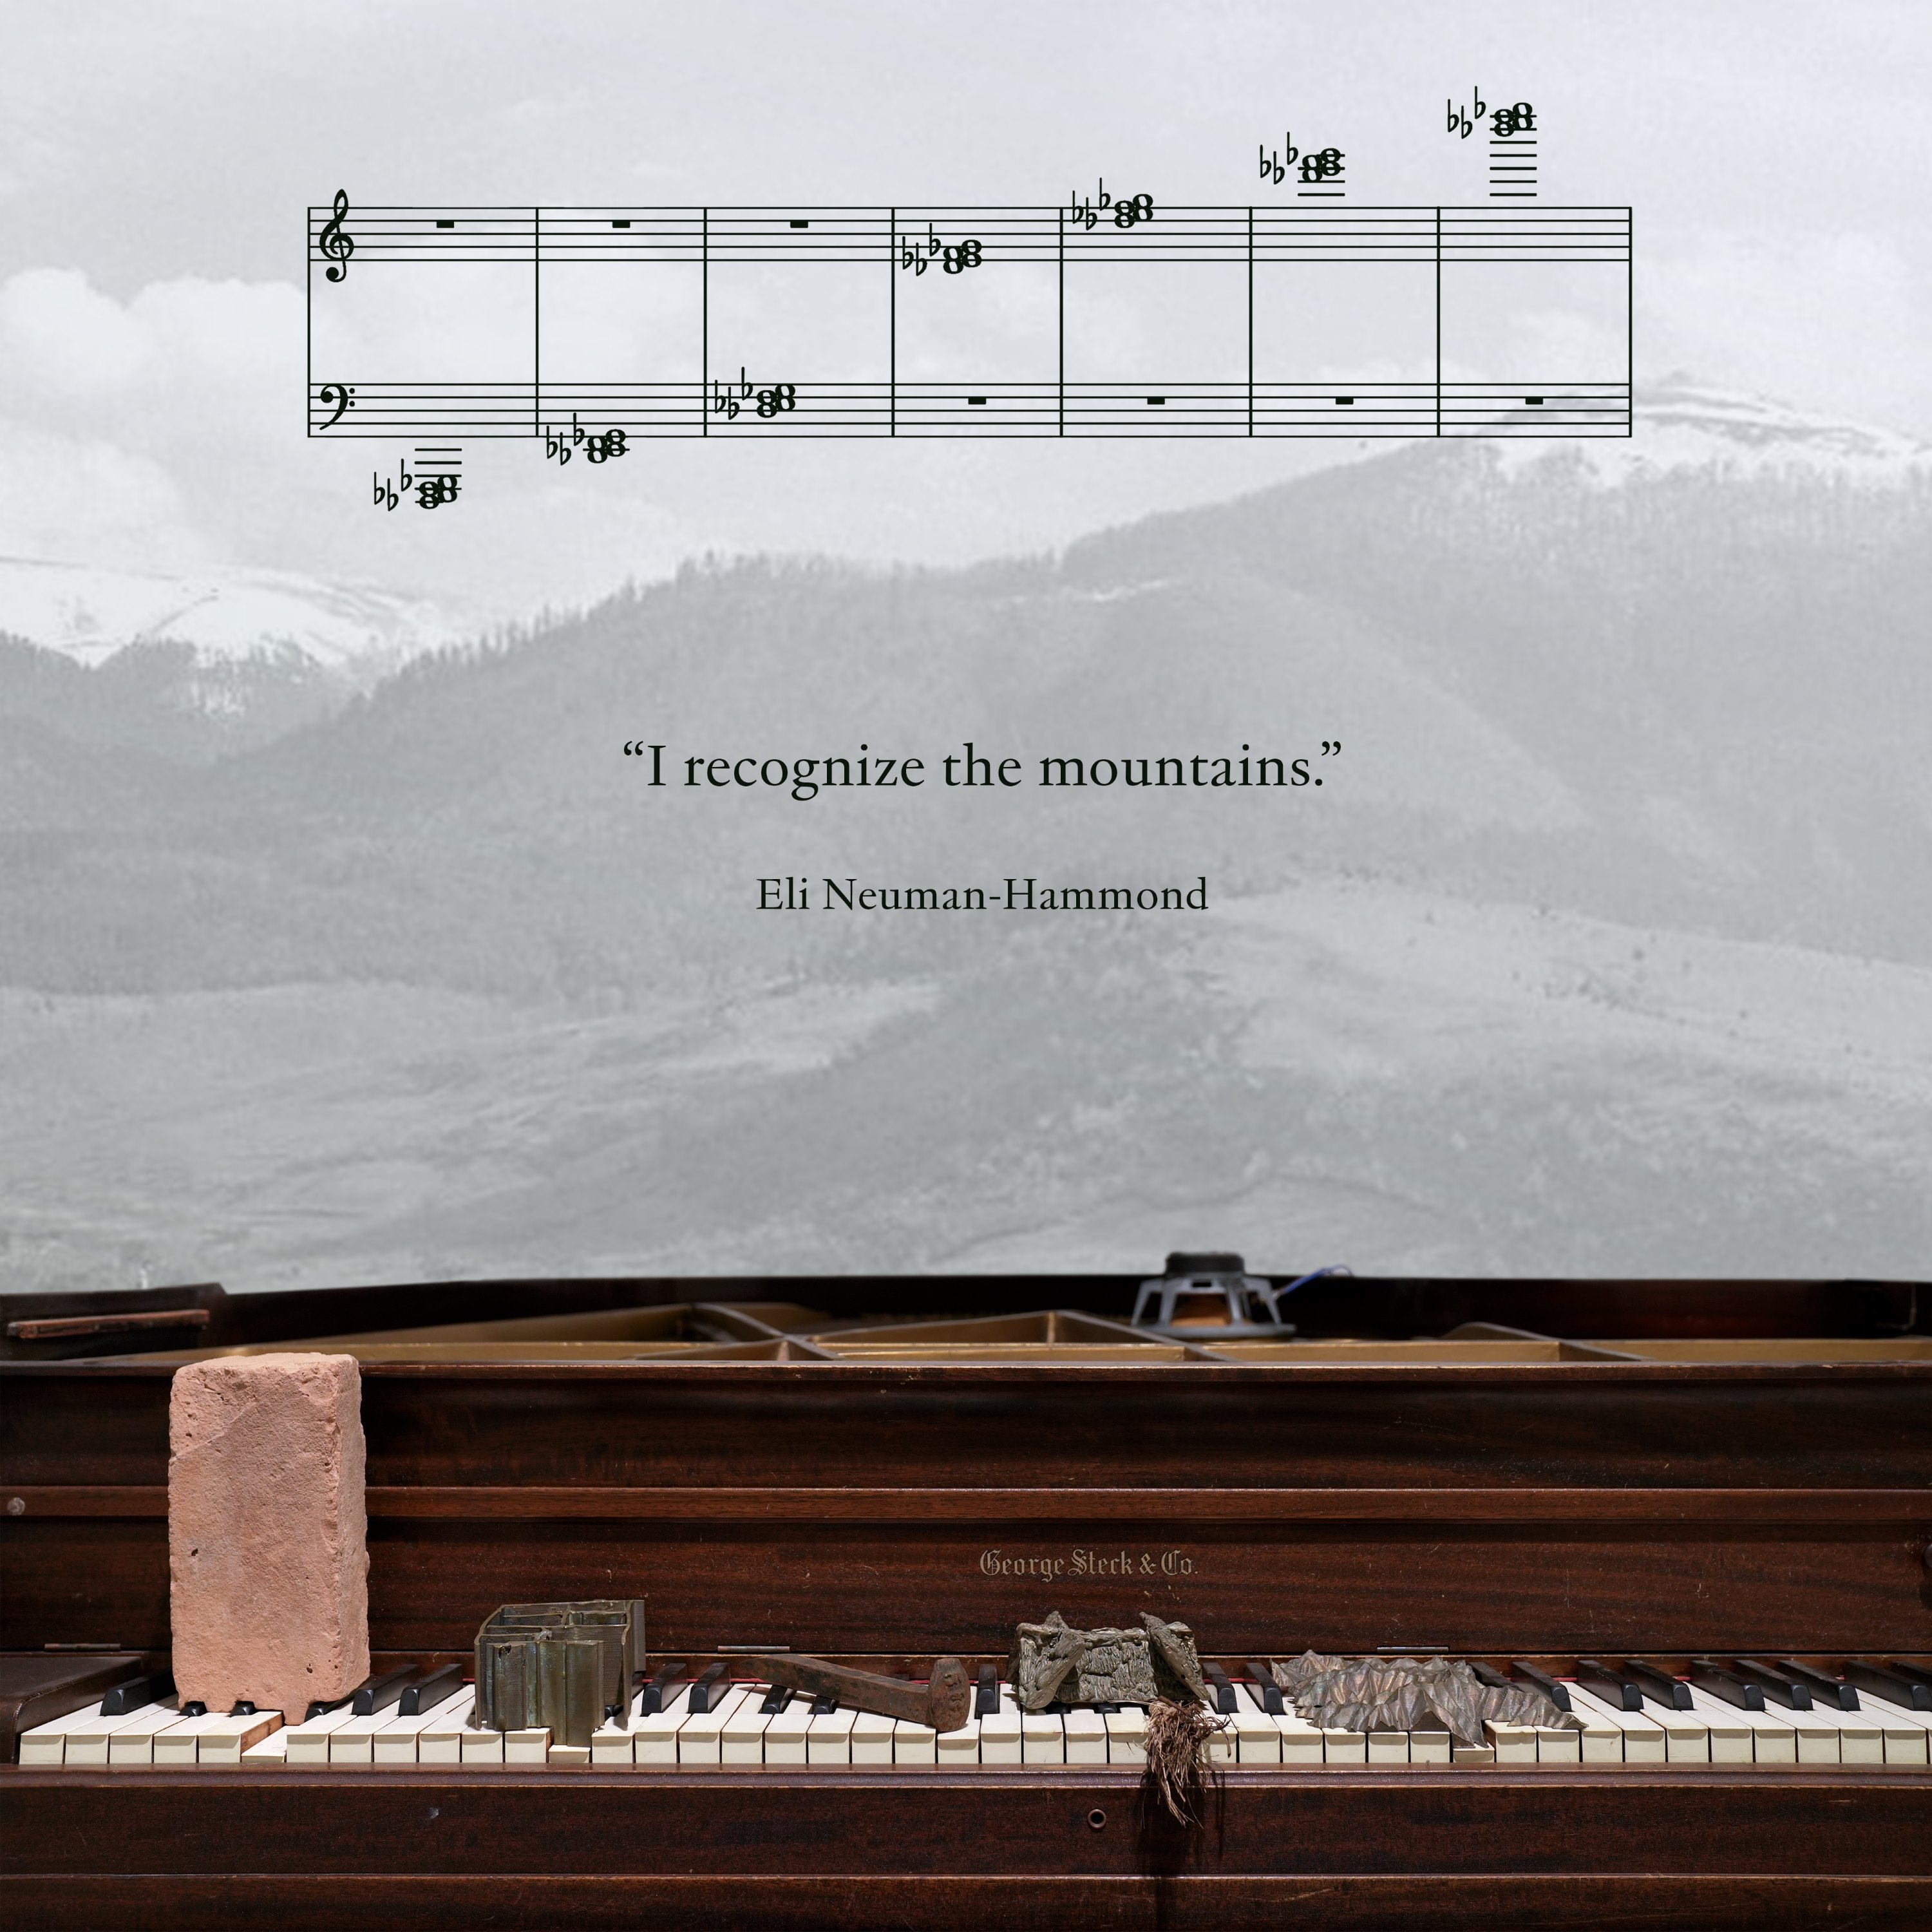 “I recognize the mountains.”
Eli Neuman-Hammond
George Steck & Co.